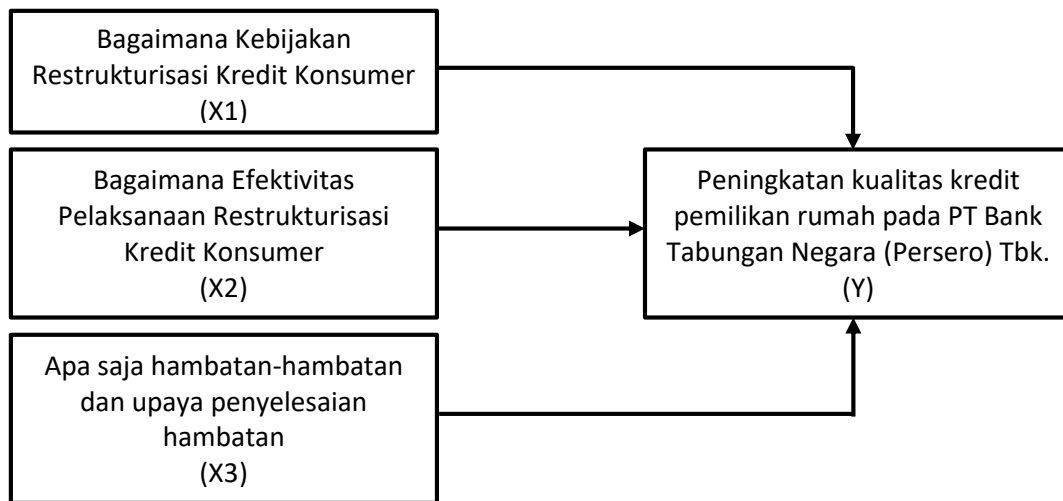 Bagaimana Kebijakan
Restrukturisasi Kredit Konsumer
(X1)
Bagaimana Efektivitas
Pelaksanaan Restrukturisasi
Kredit Konsumer
(X2)
Apa saja hambatan-hambatan
dan upaya penyelesaian
hambatan
(X3)
Peningkatan kualitas kredit
pemilikan rumah pada PT Bank
Tabungan Negara (Persero) Tbk.
(Y)